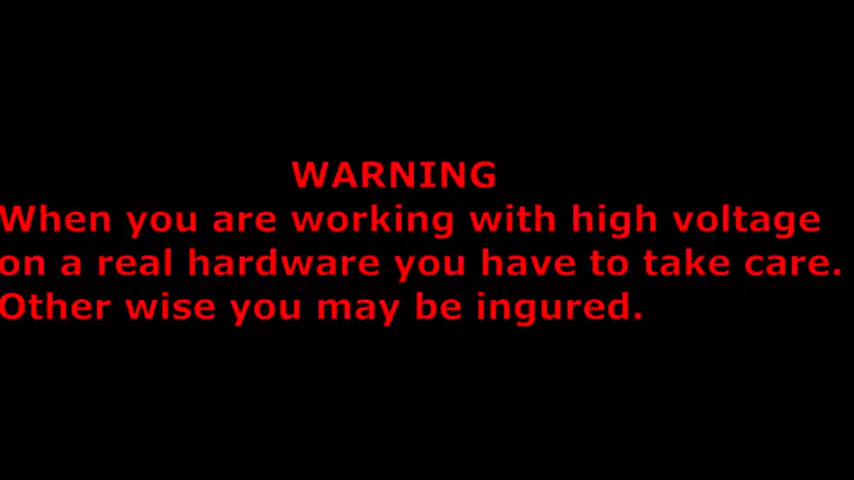 WARNING
When you are working with high voltage
on a real hardware you have to take care.
Other wise you may be ingured.